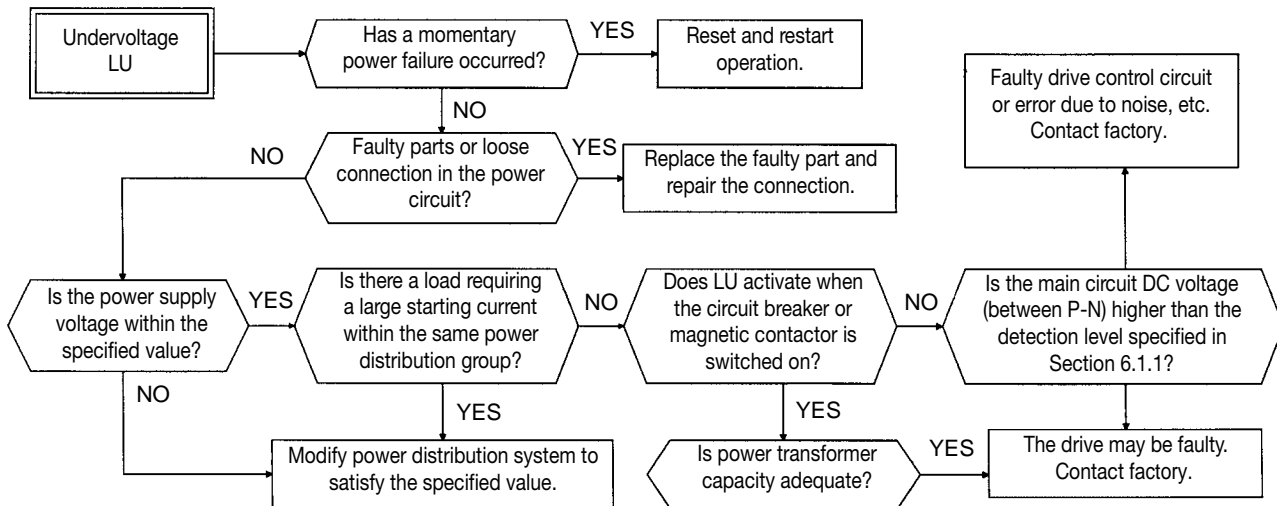 Undervoltage
LU
Has a momentary
power failure occurred?
YES
Reset and restart
operation.
NO
Faulty parts or loose
connection in the power
circuit?
YES
Replace the faulty part and
repair the connection.
NO
Faulty drive control circuit
or error due to noise, etc.
Contact factory.
Is the power supply
voltage within the
specified value?
YES
NO
Is there a load requiring
a large starting current
within the same power
distribution group?
NO
YES
Does LU activate when
the circuit breaker or
magnetic contactor is
switched on?
NO
YES
Is the main circuit DC voltage
(between P-N) higher than the
detection level specified in
Section 6.1.1?
Modify power distribution system to
satisfy the specified value.
Is power transformer
capacity adequate?
YES
The drive may be faulty.
Contact factory.